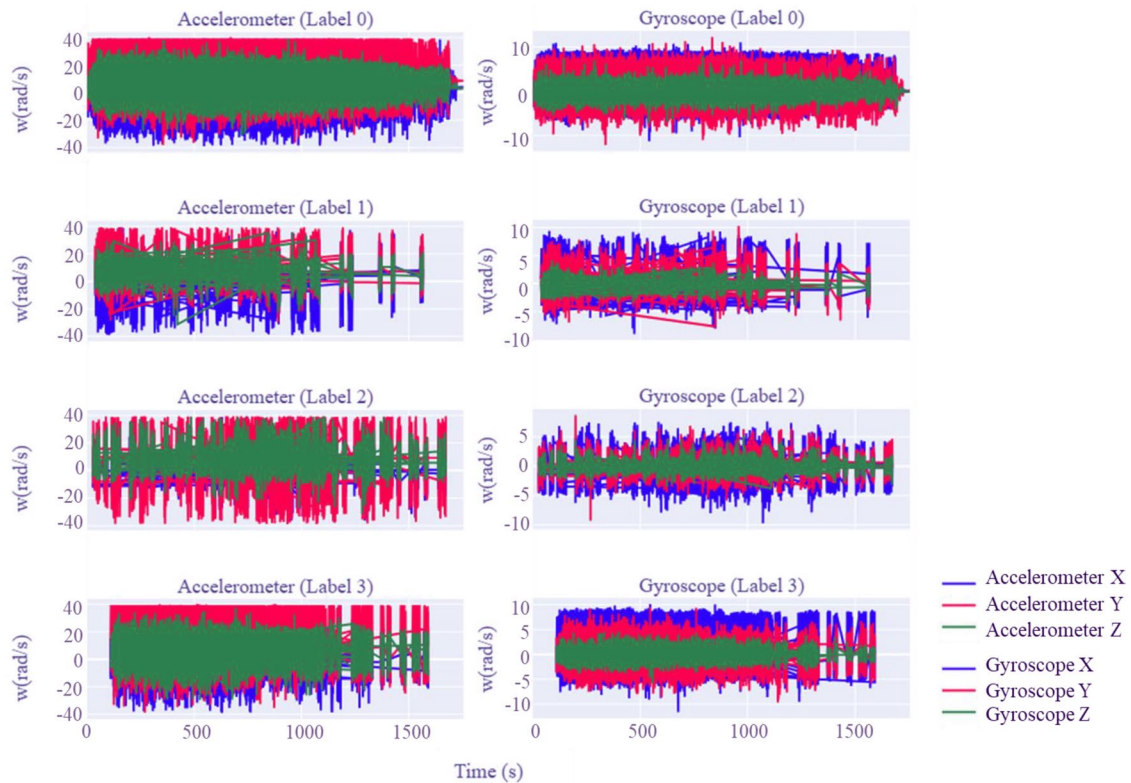 Accelerometer (Label 0)
Gyroscope (Label 0)
w(rad/s)
40
20
0
-20
-40
w(rad/s)
10
0
-10
Accelerometer (Label 1)
Gyroscope (Label 1)
w(rad/s)
40
20
0
-20
-40
w(rad/s)
10
5
0
-5
-10
Accelerometer (Label 2)
Gyroscope (Label 2)
w(rad/s)
40
20
0
-20
-40
w(rad/s)
5
0
-5
-10
Accelerometer (Label 3)
Gyroscope (Label 3)
w(rad/s)
40
20
0
-20
-40
w(rad/s)
10
5
0
-5
-10
0 500 1000 1500
0 500 1000 1500
Time (s)
Accelerometer X
Accelerometer Y
Accelerometer Z
Gyroscope X
Gyroscope Y
Gyroscope Z